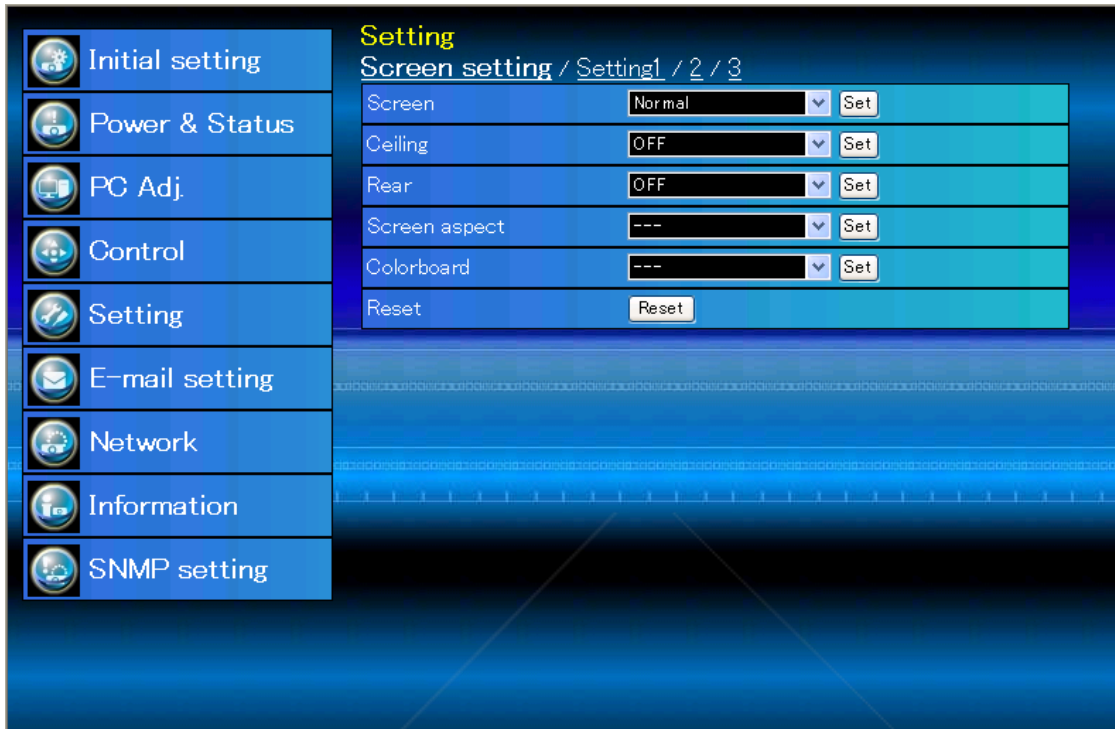 Initial setting
Power & Status
PC Adj.
Control
Setting
E-mail setting
Network
Information
SNMP setting
Setting
Screen setting / Setting1 / 2 / 3
Screen Normal Set
Ceiling OFF Set
Rear OFF Set
Screen aspect --- Set
Colorboard --- Set
Reset Reset